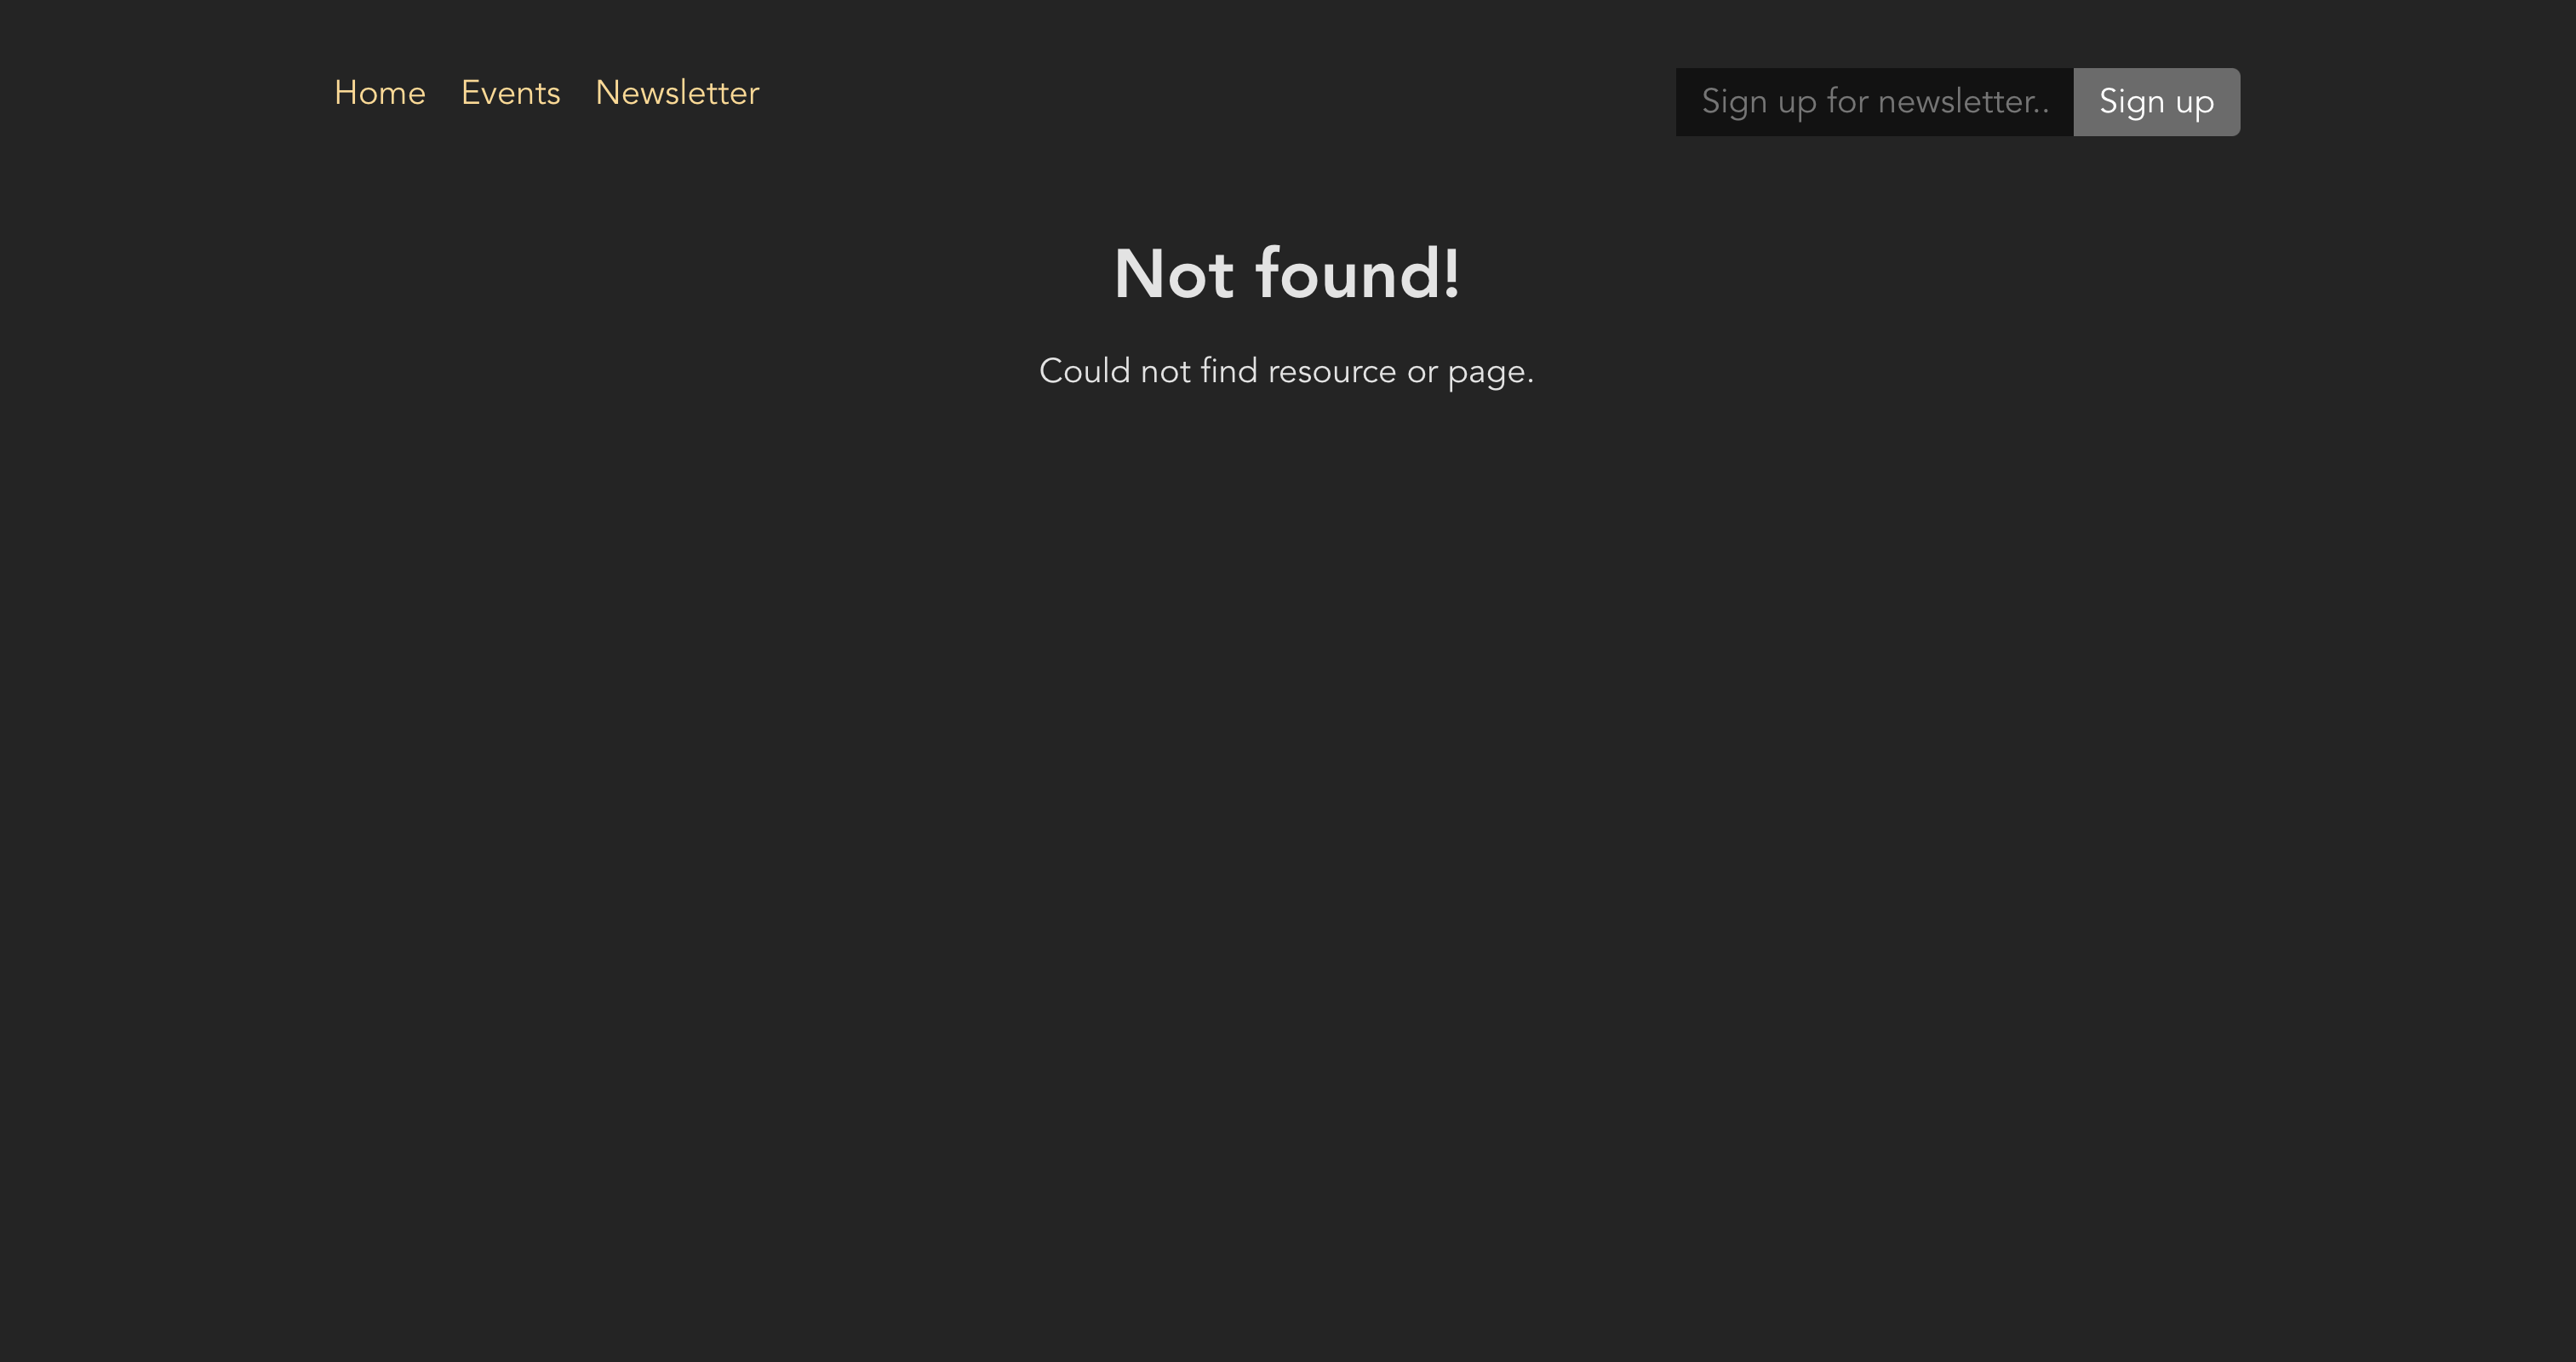 Home Events Newsletter
Sign up for newsletter.. Sign up
Not found!
Could not find resource or page.